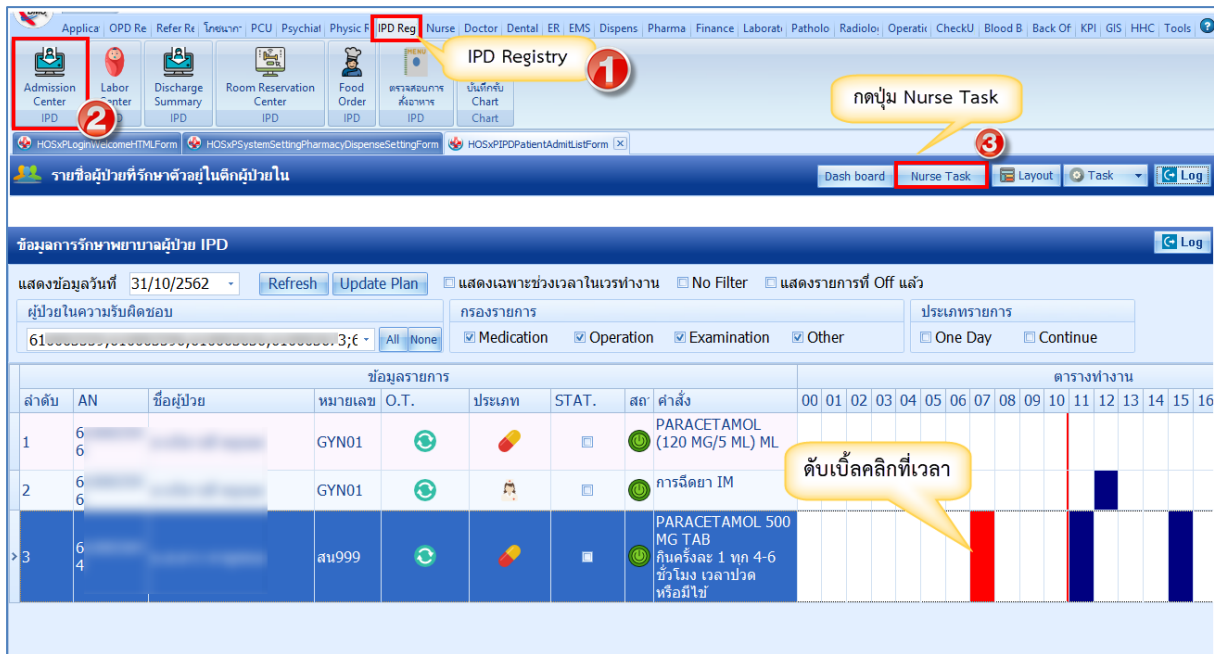 Applica OPD Re Refer Re โภชนาก PCU Psychiat Physic R IPD Reg Nurse Doctor Dental ER EMS Dispens Pharma Finance Laborat Patholo Radiolo Operatic CheckU Blood B Back Of KPI GIS HHC Tools
IPD Registry 1
Admission Center IPD
Labor Center
Discharge Summary IPD
Room Reservation Center IPD
Food Order IPD
MENU
ตรวจสอบการสั่งอาหาร IPD
บันทึกรับ Chart Chart
2
กดปุ่ม Nurse Task
3
HOSxPLoginWelcomeHTMLForm HOSxPSystemSettingPharmacyDispenseSettingForm HOSxPIPDPatientAdmitListForm
รายชื่อผู้ป่วยที่รักษาตัวอยู่ในตึกผู้ป่วยใน Dash board Nurse Task Layout Task Log
ข้อมูลการรักษาพยาบาลผู้ป่วย IPD Log
แสดงข้อมูลวันที่ 31/10/2562 Refresh Update Plan แสดงเฉพาะช่วงเวลาในเวรทำงาน No Filter แสดงรายการที่ Off แล้ว
ผู้ป่วยในความรับผิดชอบ กรองรายการ ประเภทรายการ
All None Medication Operation Examination Other One Day Continue
ข้อมูลรายการ ตารางทำงาน
ลำดับ AN ชื่อผู้ป่วย หมายเลข O.T. ประเภท STAT. สถ คำสั่ง 00 01 02 03 04 05 06 07 08 09 10 11 12 13 14 15 16
1 6 6 GYN01 PARACETAMOL
(120 MG/5 ML) ML
ดับเบิ้ลคลิกที่เวลา
2 6 6 GYN01 การฉีดยา IM
3 6 4 สน999 PARACETAMOL 500
MG TAB
กินครั้งละ 1 ทุก 4-6
ชั่วโมง เวลาปวด
หรือมีไข้